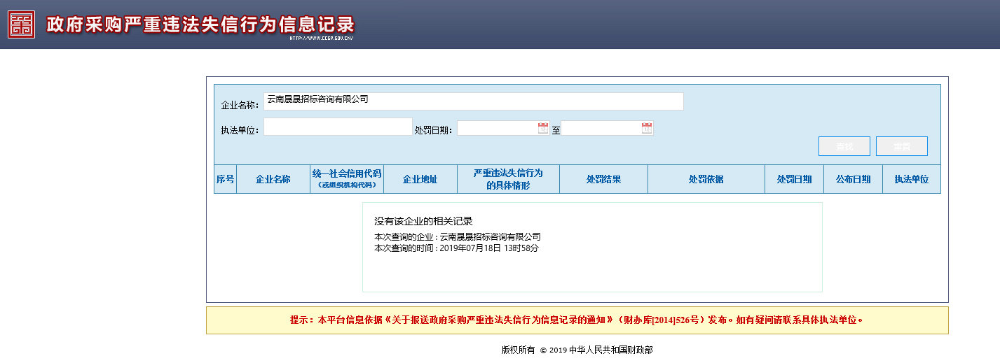 政府采购严重违法失信行为信息记录
HTTP://WWW.CCGP.GOV.CN/
企业名称： 云南晟晟招标咨询有限公司
执法单位： 处罚日期： 至
查找 重置
序号 企业名称 统一社会信用代码 企业地址 严重违法失信行为 处罚结果 处罚依据 处罚日期 公布日期 执法单位
（或组织机构代码） 的具体情形
没有该企业的相关记录
本次查询的企业 : 云南晟晟招标咨询有限公司
本次查询的时间 : 2019年07月18日 13时58分
提示：本平台信息依据《关于报送政府采购严重违法失信行为信息记录的通知》（财办库[2014]526号）发布。如有疑问请联系具体执法单位。
版权所有 © 2019 中华人民共和国财政部